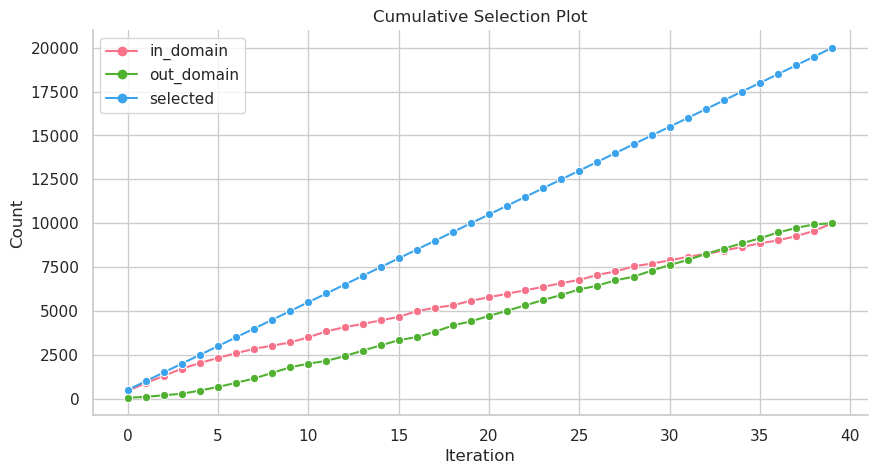 Cumulative Selection Plot
in_domain
out_domain
selected
Count
20000
17500
15000
12500
10000
7500
5000
2500
0
0 5 10 15 20 25 30 35 40
Iteration